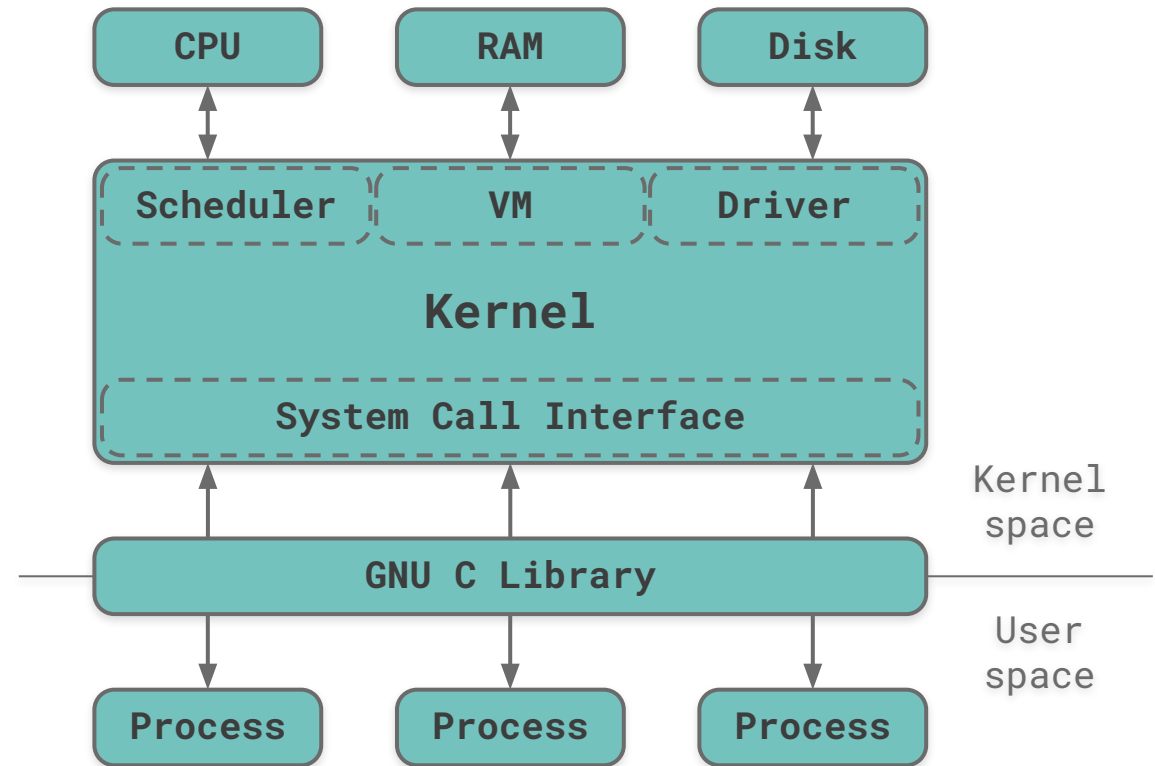 CPU
RAM
Disk
Scheduler
VM
Driver
Kernel
System Call Interface
Kernel
space
GNU C Library
User
space
Process
Process
Process